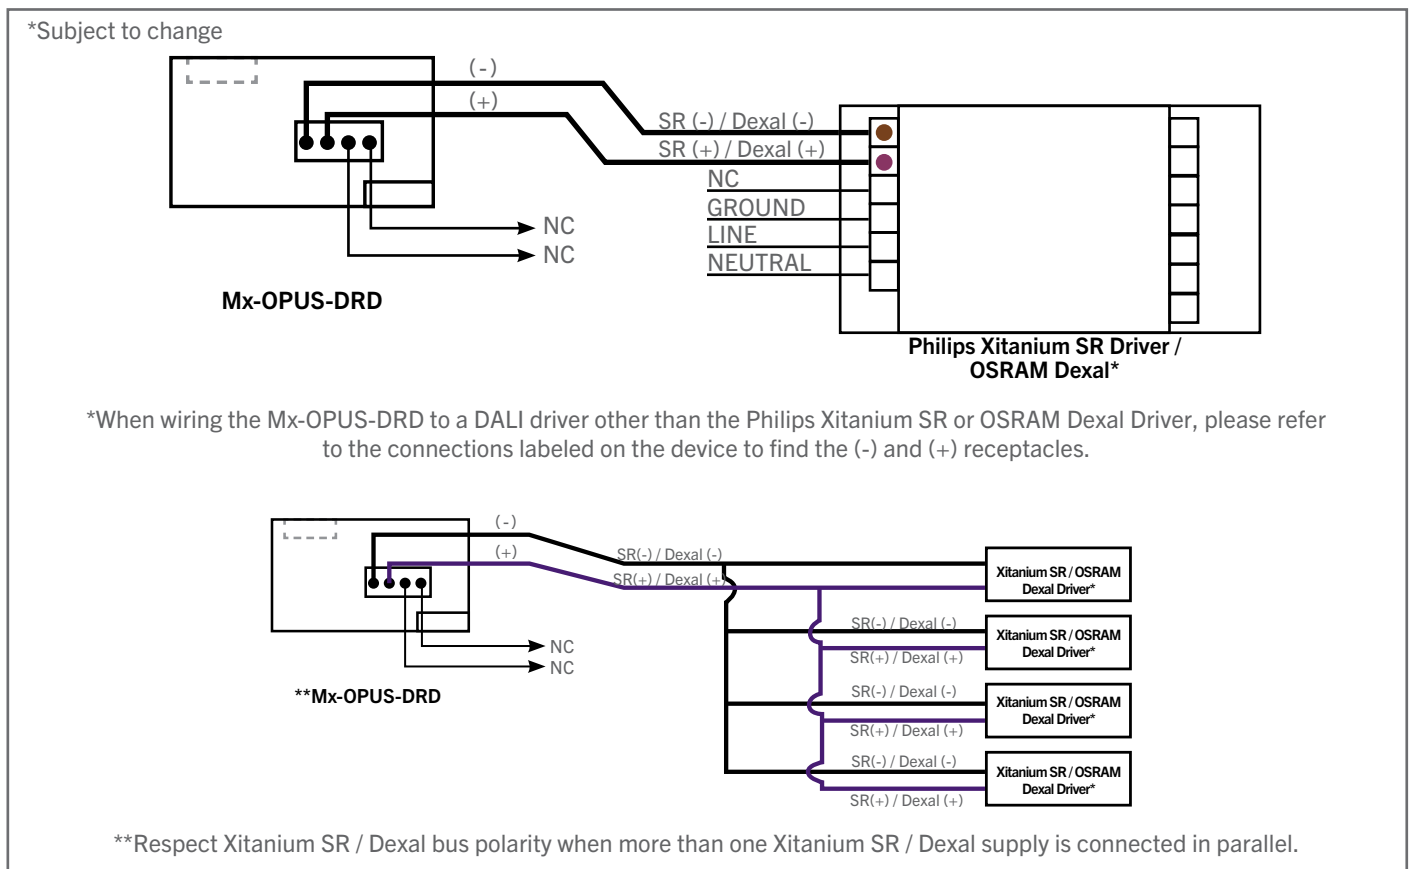 *Subject to change
(-)
(+)
SR (-) / Dexal (-)
SR (+) / Dexal (+)
NC
GROUND
LINE
NEUTRAL
NC
NC
Mx-OPUS-DRD
Philips Xitanium SR Driver /
OSRAM Dexal*
*When wiring the Mx-OPUS-DRD to a DALI driver other than the Philips Xitanium SR or OSRAM Dexal Driver, please refer
to the connections labeled on the device to find the (-) and (+) receptacles.
(-)
(+)
SR(-) / Dexal (-)
SR(+) / Dexal (+)
Xitanium SR / OSRAM
Dexal Driver*
SR(-) / Dexal (-)
SR(+) / Dexal (+)
Xitanium SR / OSRAM
Dexal Driver*
NC
NC
**Mx-OPUS-DRD
SR(-) / Dexal (-)
SR(+) / Dexal (+)
Xitanium SR / OSRAM
Dexal Driver*
SR(-) / Dexal (-)
SR(+) / Dexal (+)
Xitanium SR / OSRAM
Dexal Driver*
**Respect Xitanium SR / Dexal bus polarity when more than one Xitanium SR / Dexal supply is connected in parallel.